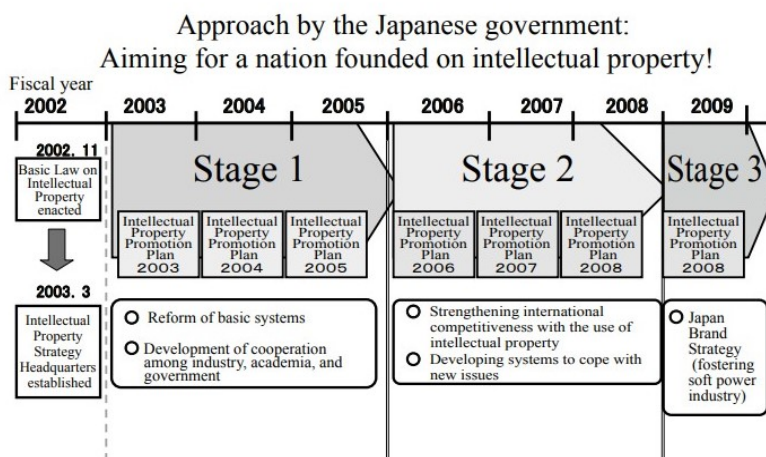 Approach by the Japanese government:
Aiming for a nation founded on intellectual property!
Fiscal year
2002 2003 2004 2005 2006 2007 2008 2009
2002. 11
Basic Law on
Intellectual
Property
enacted
2003. 3
Intellectual
Property
Strategy
Headquarters
established
Stage 1
Intellectual
Property
Promotion
Plan
2003
Intellectual
Property
Promotion
Plan
2004
Intellectual
Property
Promotion
Plan
2005
Reform of basic systems
Development of cooperation
among industry, academia, and
government
Stage 2
Intellectual
Property
Promotion
Plan
2006
Intellectual
Property
Promotion
Plan
2007
Intellectual
Property
Promotion
Plan
2008
Strengthening international
competitiveness with the use of
intellectual property
Developing systems to cope with
new issues
Stage 3
Intellectual
Property
Promotion
Plan
2008
Japan
Brand
Strategy
(fostering
soft power
industry)